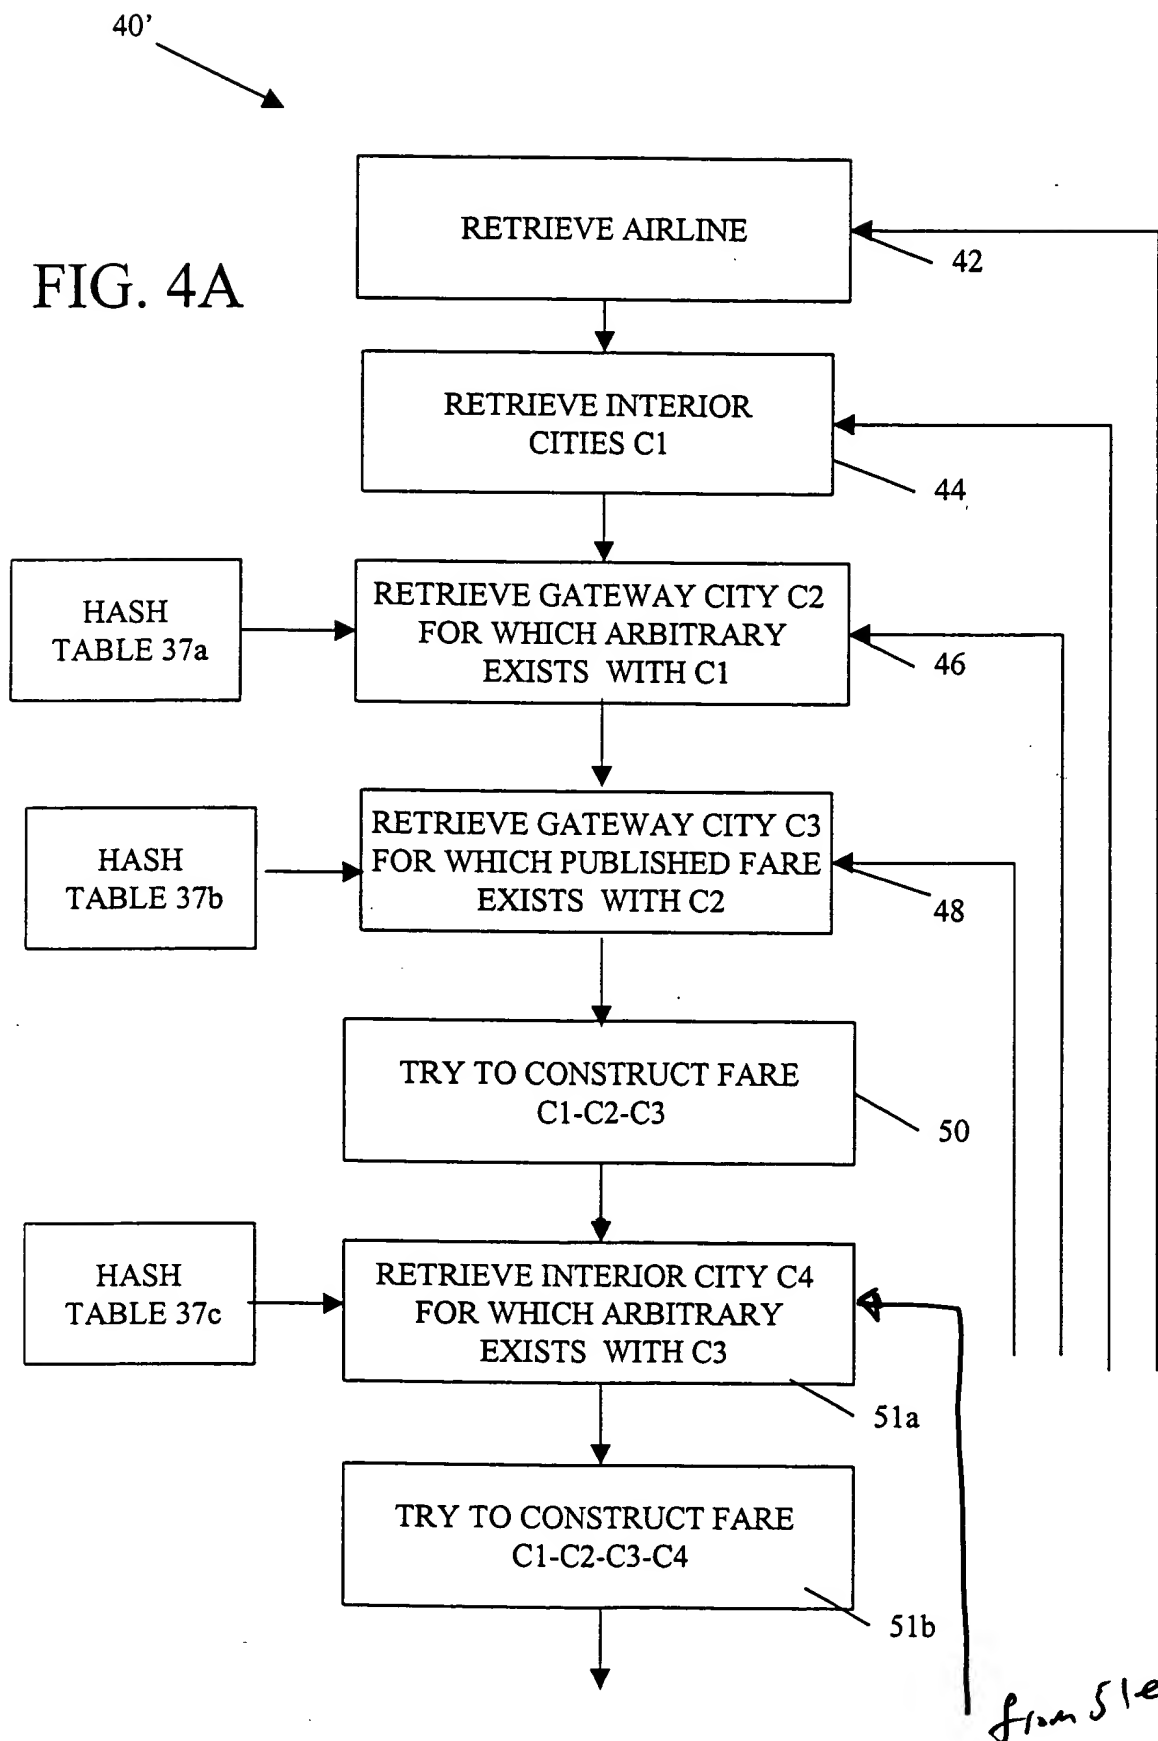 40’
RETRIEVE AIRLINE
42
FIG. 4A
RETRIEVE INTERIOR
CITIES C1
44
HASH
TABLE 37a
RETRIEVE GATEWAY CITY C2
FOR WHICH ARBITRARY
EXISTS WITH C1
46
HASH
TABLE 37b
RETRIEVE GATEWAY CITY C3
FOR WHICH PUBLISHED FARE
EXISTS WITH C2
48
TRY TO CONSTRUCT FARE
C1-C2-C3
50
HASH
TABLE 37c
RETRIEVE INTERIOR CITY C4
FOR WHICH ARBITRARY
EXISTS WITH C3
51a
TRY TO CONSTRUCT FARE
C1-C2-C3-C4
51b
from 51e